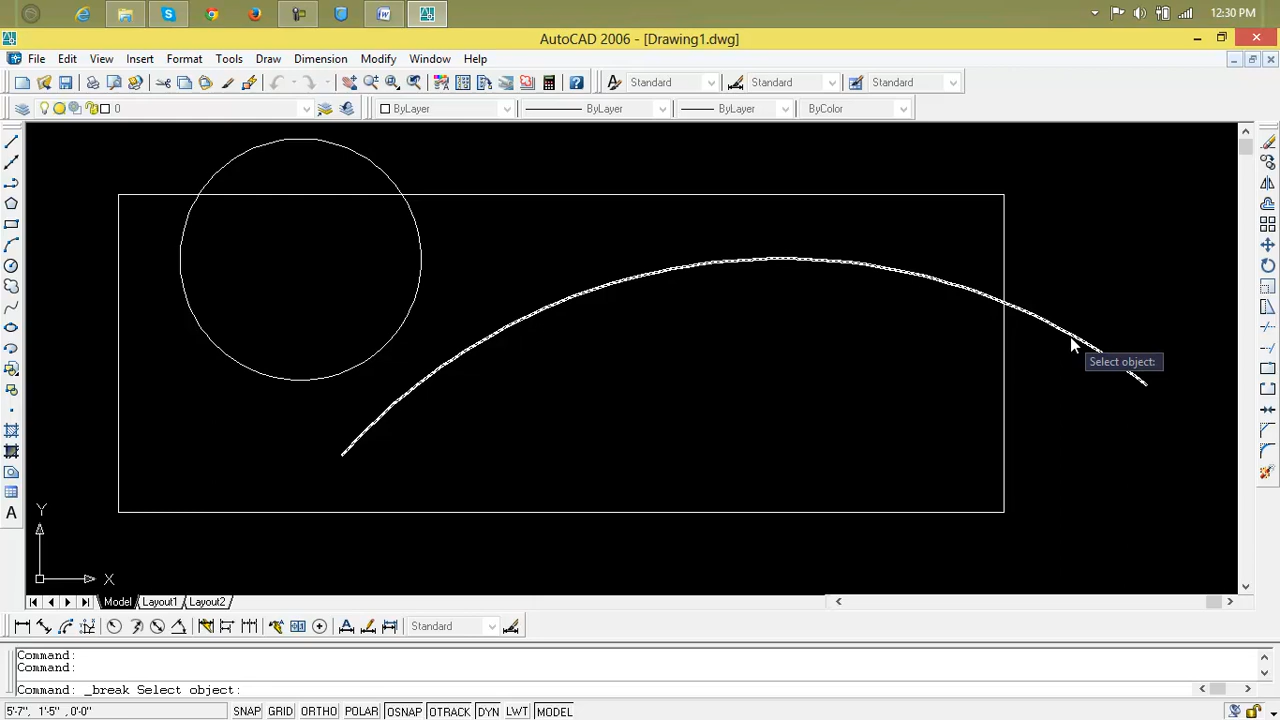 12:30 PM
AutoCAD 2006 - [Drawing1.dwg]
File Edit View Insert Format Tools Draw Dimension Modify Window Help
Standard Standard Standard
0 ByLayer ByLayer ByLayer ByColor
Select object:
Y
A
X
Model Layout1 Layout2
Standard
Command:
Command:
Command: _break Select object:
5'-7", 1'-5" ,0'-0" SNAP GRID ORTHO POLAR OSNAP OTRACK DYN LWT MODEL